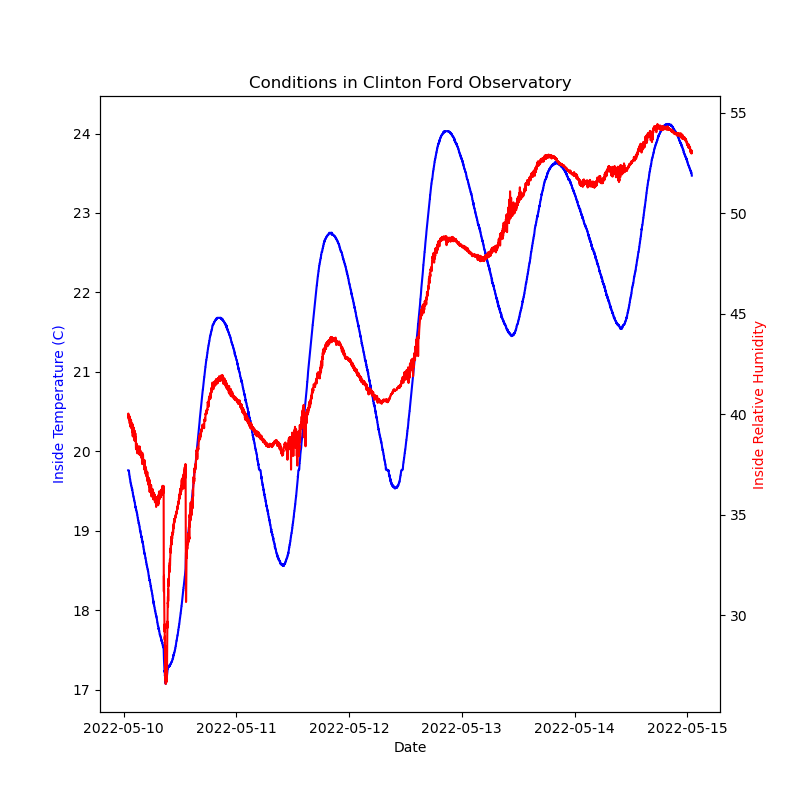 Conditions in Clinton Ford Observatory
24
23
22
21
20
19
18
17
Inside Temperature (C)
55
50
45
40
35
30
Inside Relative Humidity
2022-05-10 2022-05-11 2022-05-12 2022-05-13 2022-05-14 2022-05-15
Date